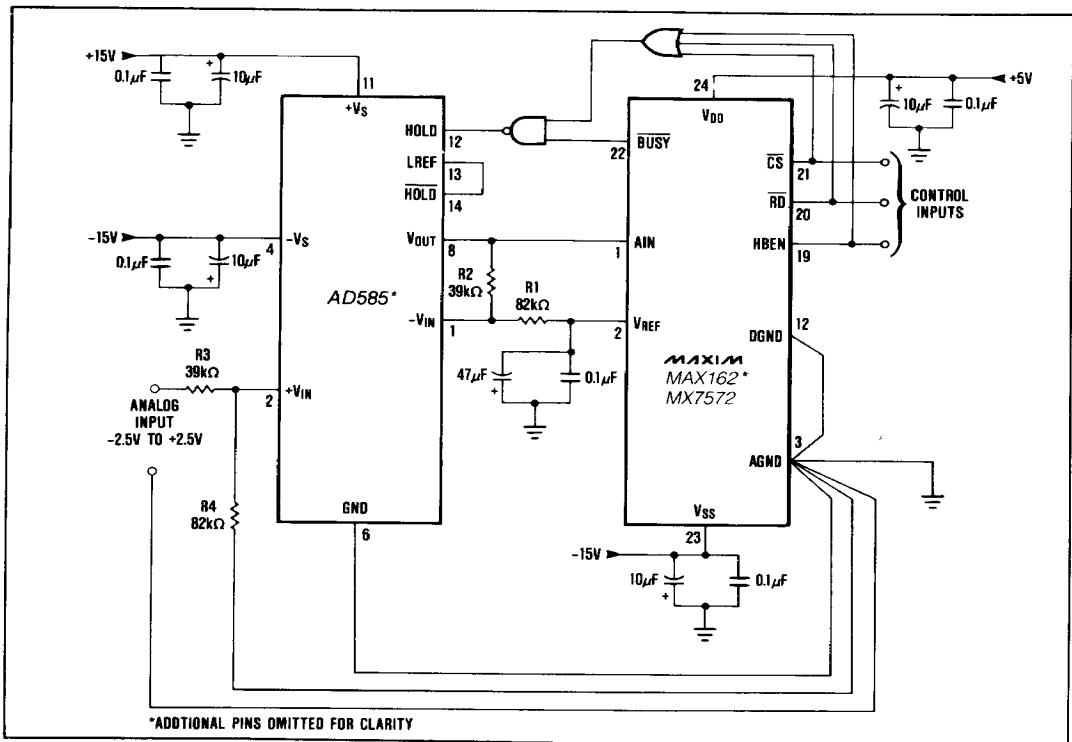 +15V
0.1µF
+
10µF
11
+VS
HOLD
12
LREF
13
HOLD
14
-15V
4
-VS
0.1µF
10µF
+
VOUT
8
AD585*
R2
39kΩ
R1
82kΩ
-VIN
1
R3
39kΩ
+VIN
2
ANALOG
INPUT
-2.5V TO +2.5V
R4
82kΩ
GND
6
47µF
+
0.1µF
24
VDD
+
10µF
0.1µF
+5V
BUSY
22
CS
21
RD
20
HBEN
19
CONTROL
INPUTS
AIN
1
VREF
2
MAXIM
MAX162*
MX7572
DGND
12
3
AGND
VSS
23
-15V
10µF
+
0.1µF
*ADDTIONAL PINS OMITTED FOR CLARITY